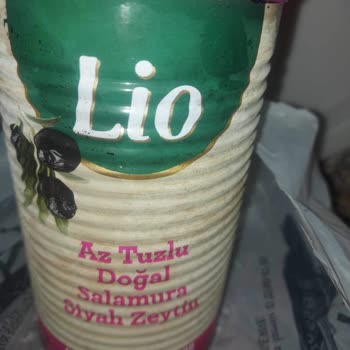 Lio
Az Tuzlu
Doğal
Salamura
Siyah Zeytin